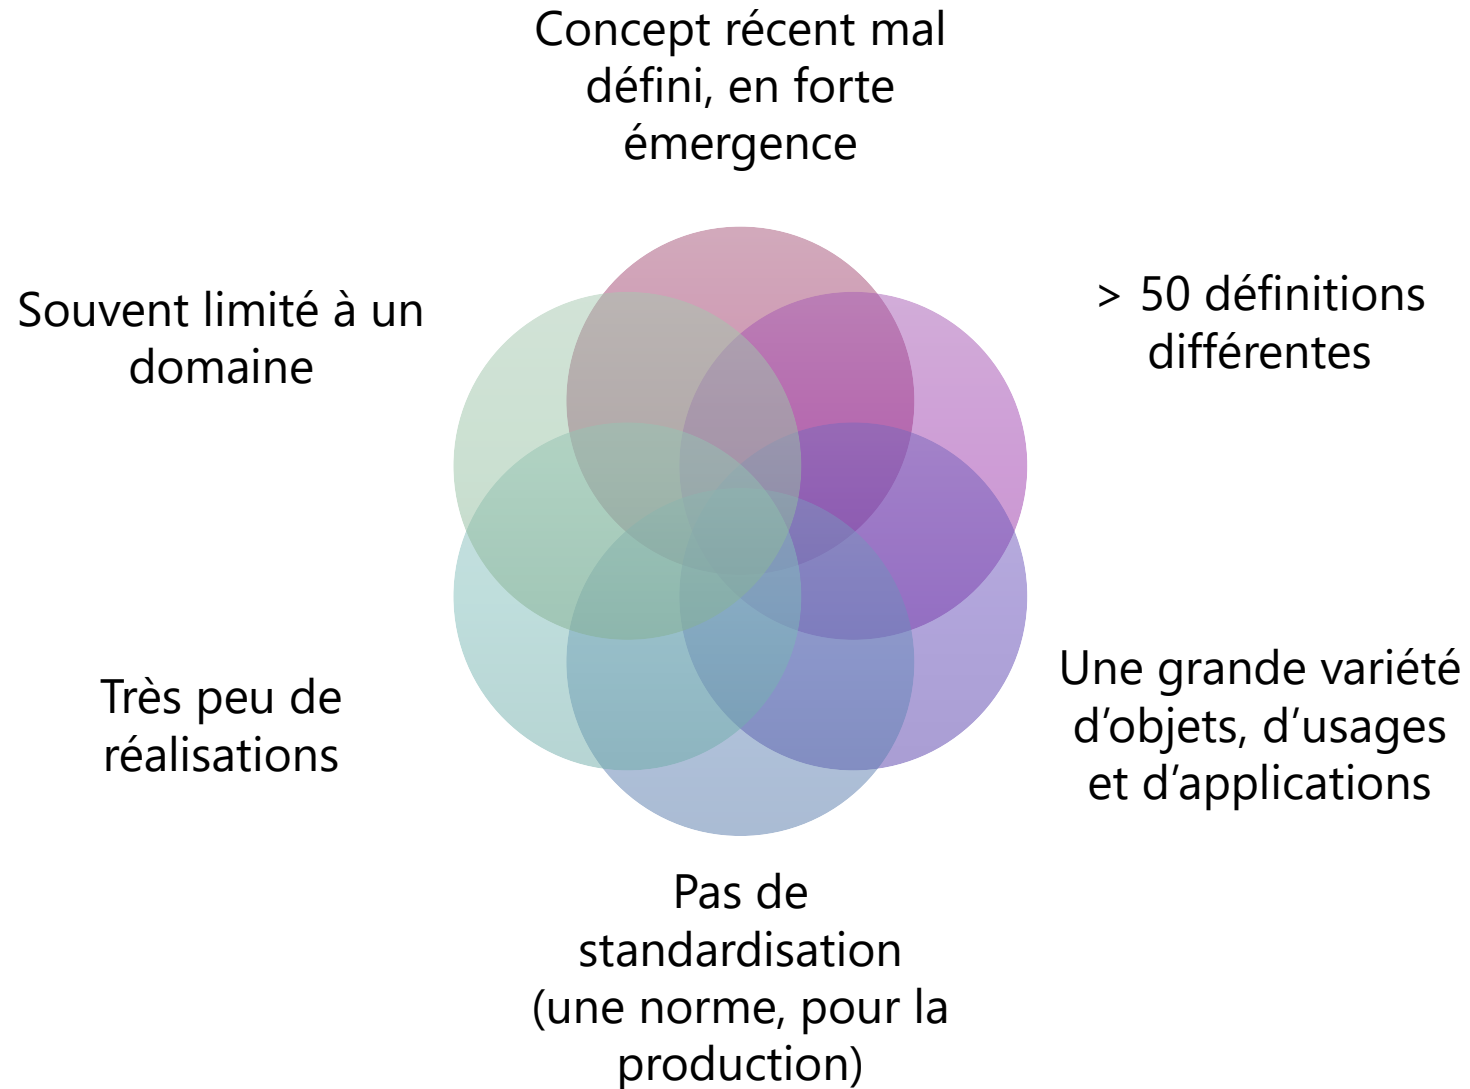 Concept récent mal
défini, en forte
émergence
> 50 définitions
différentes
Une grande variété
d’objets, d’usages
et d’applications
Pas de
standardisation
(une norme, pour la
production)
Très peu de
réalisations
Souvent limité à un
domaine